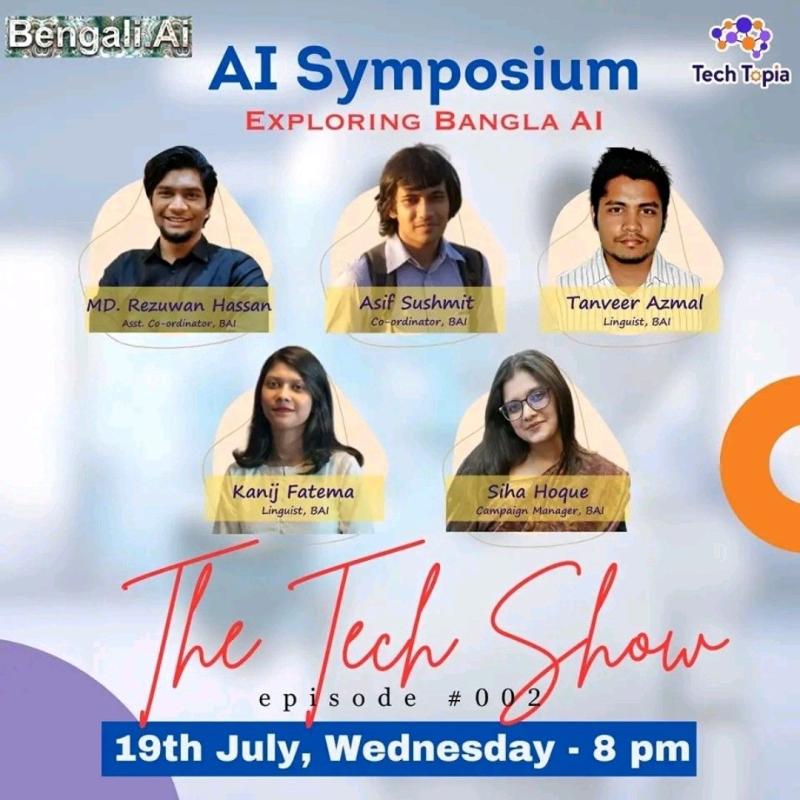 Bengali.Ai
Tech Topia
AI Symposium
EXPLORING BANGLA AI
MD. Rezuwan Hassan
Asst. Co-ordinator, BAI
Asif Sushmit
Co-ordinator, BAI
Tanveer Azmal
Linguist, BAI
Kanij Fatema
Linguist, BAI
Siha Hoque
Campaign Manager, BAI
The Tech Show
episode #002
19th July, Wednesday - 8 pm